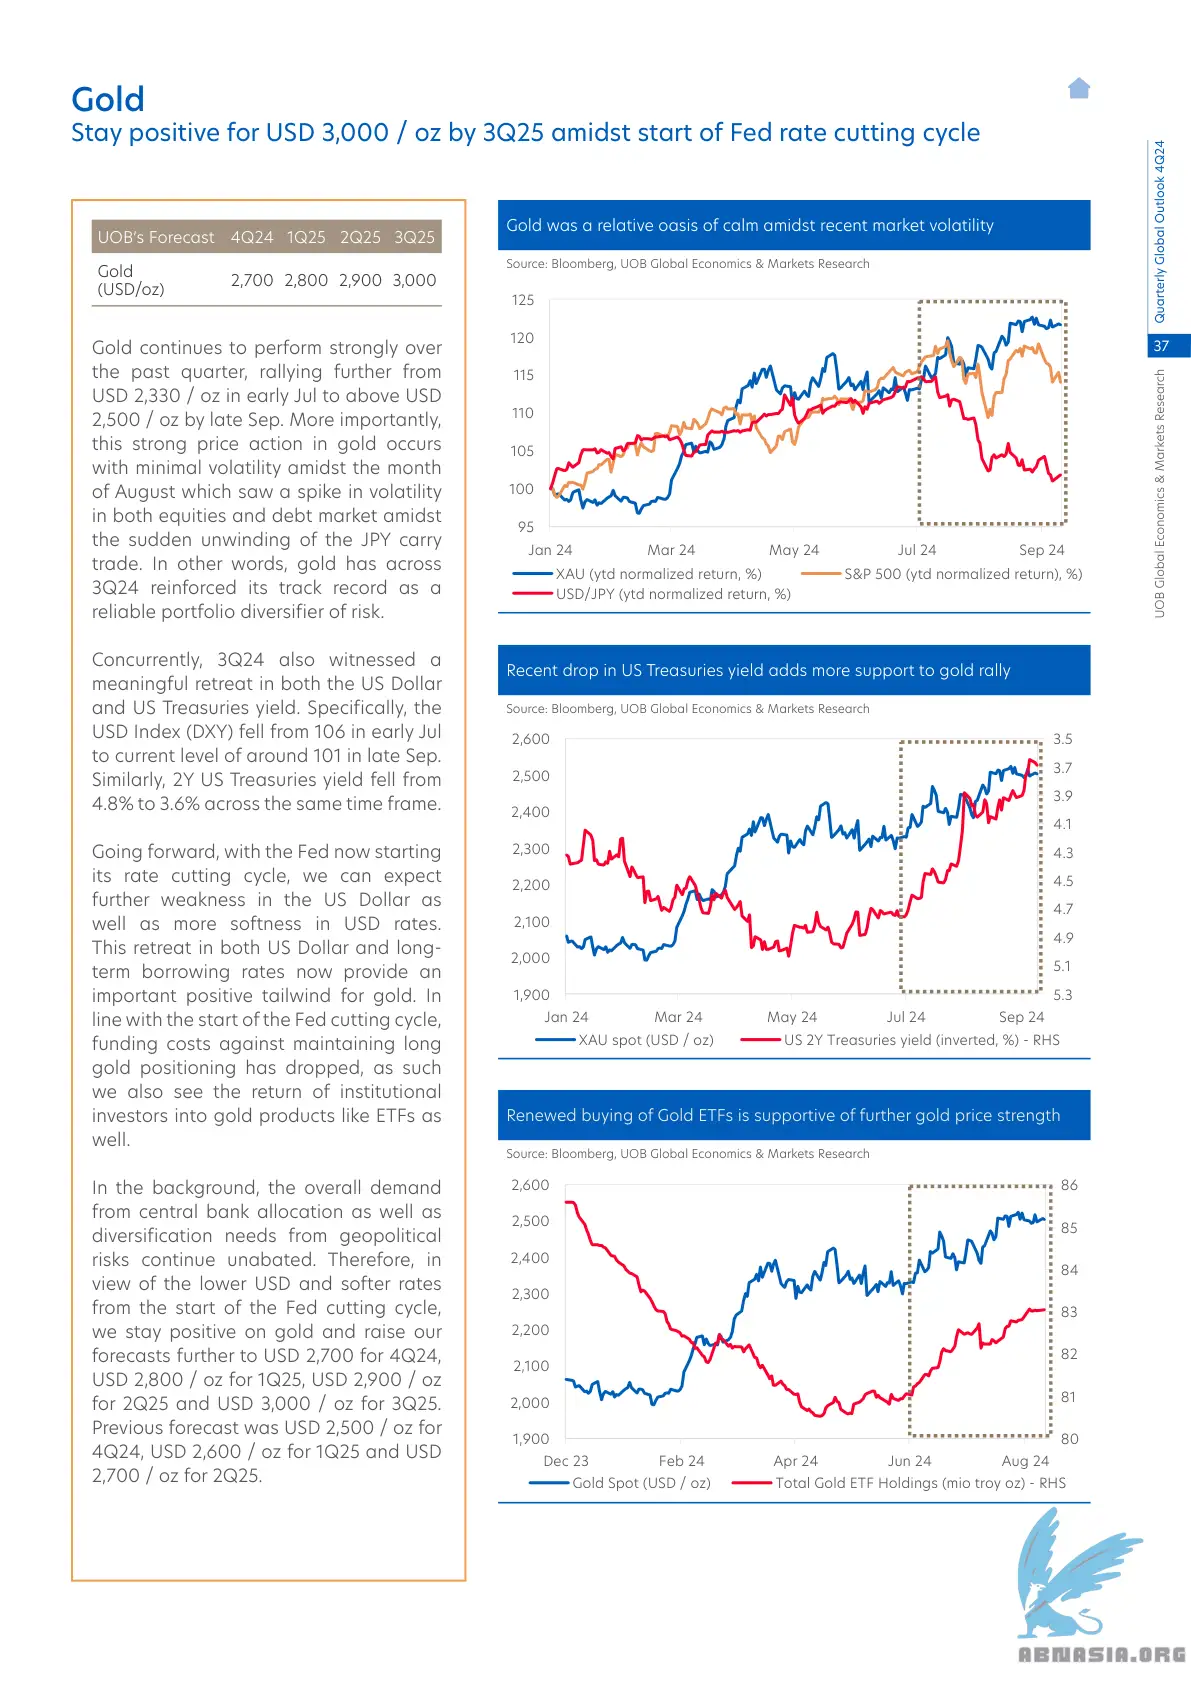 Gold
Stay positive for USD 3,000 / oz by 3Q25 amidst start of Fed rate cutting cycle
UOB's Forecast 4Q24 1Q25 2Q25 3Q25
Gold
(USD/oz) 2,700 2,800 2,900 3,000
Gold continues to perform strongly over
the past quarter, rallying further from
USD 2,330 / oz in early Jul to above USD
2,500 / oz by late Sep. More importantly,
this strong price action in gold occurs
with minimal volatility amidst the month
of August which saw a spike in volatility
in both equities and debt market amidst
the sudden unwinding of the JPY carry
trade. In other words, gold has across
3Q24 reinforced its track record as a
reliable portfolio diversifier of risk.
Concurrently, 3Q24 also witnessed a
meaningful retreat in both the US Dollar
and US Treasuries yield. Specifically, the
USD Index (DXY) fell from 106 in early Jul
to current level of around 101 in late Sep.
Similarly, 2Y US Treasuries yield fell from
4.8% to 3.6% across the same time frame.
Going forward, with the Fed now starting
its rate cutting cycle, we can expect
further weakness in the US Dollar as
well as more softness in USD rates.
This retreat in both US Dollar and long-
term borrowing rates now provide an
important positive tailwind for gold. In
line with the start of the Fed cutting cycle,
funding costs against maintaining long
gold positioning has dropped, as such
we also see the return of institutional
investors into gold products like ETFs as
well.
In the background, the overall demand
from central bank allocation as well as
diversification needs from geopolitical
risks continue unabated. Therefore, in
view of the lower USD and softer rates
from the start of the Fed cutting cycle,
we stay positive on gold and raise our
forecasts further to USD 2,700 for 4Q24,
USD 2,800 / oz for 1Q25, USD 2,900 / oz
for 2Q25 and USD 3,000 / oz for 3Q25.
Previous forecast was USD 2,500 / oz for
4Q24, USD 2,600 / oz for 1Q25 and USD
2,700 / oz for 2Q25.
Gold was a relative oasis of calm amidst recent market volatility
Source: Bloomberg, UOB Global Economics & Markets Research
125
120
115
110
105
100
95
Jan 24 Mar 24 May 24 Jul 24 Sep 24
XAU (ytd normalized return, %) S&P 500 (ytd normalized return), %)
USD/JPY (ytd normalized return, %)
Recent drop in US Treasuries yield adds more support to gold rally
Source: Bloomberg, UOB Global Economics & Markets Research
2,600 3.5
2,500 3.7
2,400 3.9
2,300 4.1
2,200 4.3
2,100 4.5
2,000 4.7
1,900 4.9
5.1
5.3
Jan 24 Mar 24 May 24 Jul 24 Sep 24
XAU spot (USD / oz) US 2Y Treasuries yield (inverted, %) - RHS
Renewed buying of Gold ETFs is supportive of further gold price strength
Source: Bloomberg, UOB Global Economics & Markets Research
2,600 86
2,500 85
2,400 84
2,300 83
2,200 82
2,100 81
2,000 80
1,900
Dec 23 Feb 24 Apr 24 Jun 24 Aug 24
Gold Spot (USD / oz) Total Gold ETF Holdings (mio troy oz) - RHS
Quarterly Global Outlook 4Q24
37
UOB Global Economics & Markets Research
ABNASIA.ORG